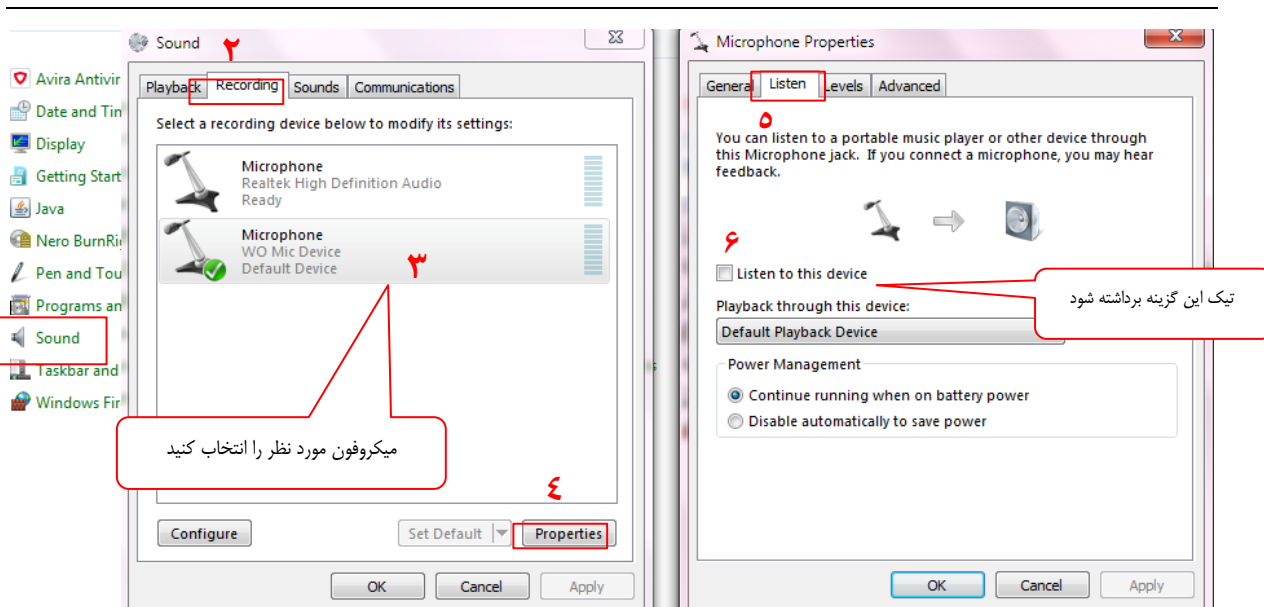 Avira Antivir
Date and Tin
Display
Getting Start
Java
Nero BurnRi
Pen and Tou
Programs an
Sound
Taskbar and
Windows Fir
Sound
۲
Playback Recording Sounds Communications
Select a recording device below to modify its settings:
Microphone
Realtek High Definition Audio
Ready
Microphone
WO Mic Device
Default Device
۳
میکروفون مورد نظر را انتخاب کنید
٤
Configure Set Default Properties
OK Cancel Apply
Microphone Properties
General Listen Levels Advanced
۵
You can listen to a portable music player or other device through
this Microphone jack. If you connect a microphone, you may hear
feedback.
۶
Listen to this device
تیک این گزینه برداشته شود
Playback through this device:
Default Playback Device
Power Management
Continue running when on battery power
Disable automatically to save power
OK Cancel Apply